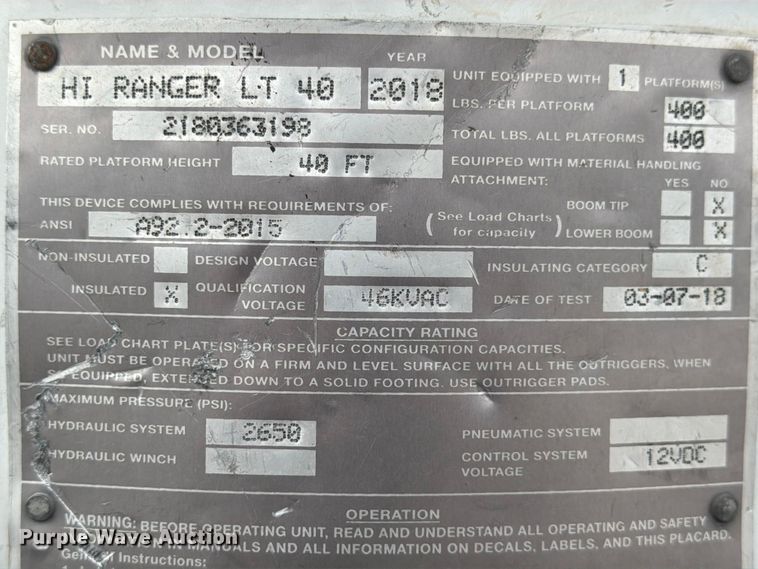 NAME & MODEL
YEAR
HI RANGER LT 40
2018
UNIT EQUIPPED WITH 1 PLATFORM(S)
LBS. PER PLATFORM 400
SER. NO. 2180363193
TOTAL LBS. ALL PLATFORMS 400
RATED PLATFORM HEIGHT 40 FT
EQUIPPED WITH MATERIAL HANDLING
ATTACHMENT: YES NO
THIS DEVICE COMPLIES WITH REQUIREMENTS OF:
BOOM TIP X
ANSI A92.2-2015
(See Load Charts
for capacity)
LOWER BOOM X
NON-INSULATED
DESIGN VOLTAGE
INSULATING CATEGORY C
INSULATED X
QUALIFICATION
VOLTAGE
46KVAC
DATE OF TEST 03-07-18
CAPACITY RATING
SEE LOAD CHART PLATE(S) FOR SPECIFIC CONFIGURATION CAPACITIES.
UNIT MUST BE OPERATED ON A FIRM AND LEVEL SURFACE WITH ALL THE OUTRIGGERS, WHEN
SO EQUIPPED, EXTENDED DOWN TO A SOLID FOOTING. USE OUTRIGGER PADS.
MAXIMUM PRESSURE (PSI):
HYDRAULIC SYSTEM 2650
PNEUMATIC SYSTEM
HYDRAULIC WINCH
CONTROL SYSTEM
VOLTAGE
12VDC
OPERATION
WARNING: BEFORE OPERATING UNIT, READ AND UNDERSTAND ALL OPERATING AND SAFETY
INFORMATION IN MANUALS AND ALL INFORMATION ON DECALS, LABELS, AND THIS PLACARD.
General Instructions:
Purple Wave Auction